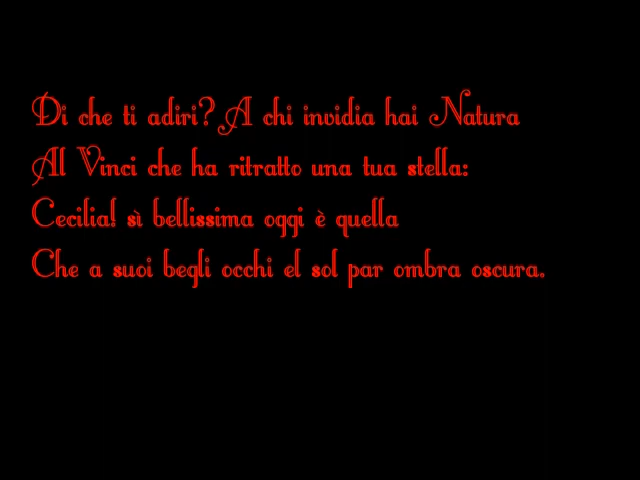 Di che ti adiri? A chi invidia hai Natura
Al Vinci che ha ritratto una tua stella:
Cecilia! sì bellissima oggi è quella
Che a suoi begli occhi el sol par ombra oscura.